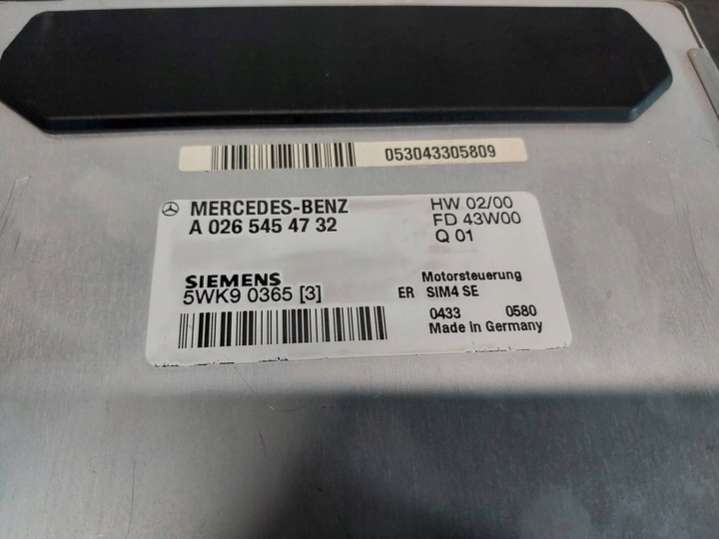 053043305809
MERCEDES-BENZ
A 026 545 47 32
HW 02/00
FD 43W00
Q 01
SIEMENS
5WK9 0365 [3]
Motorsteuerung
ER SIM4 SE
0433 0580
Made in Germany